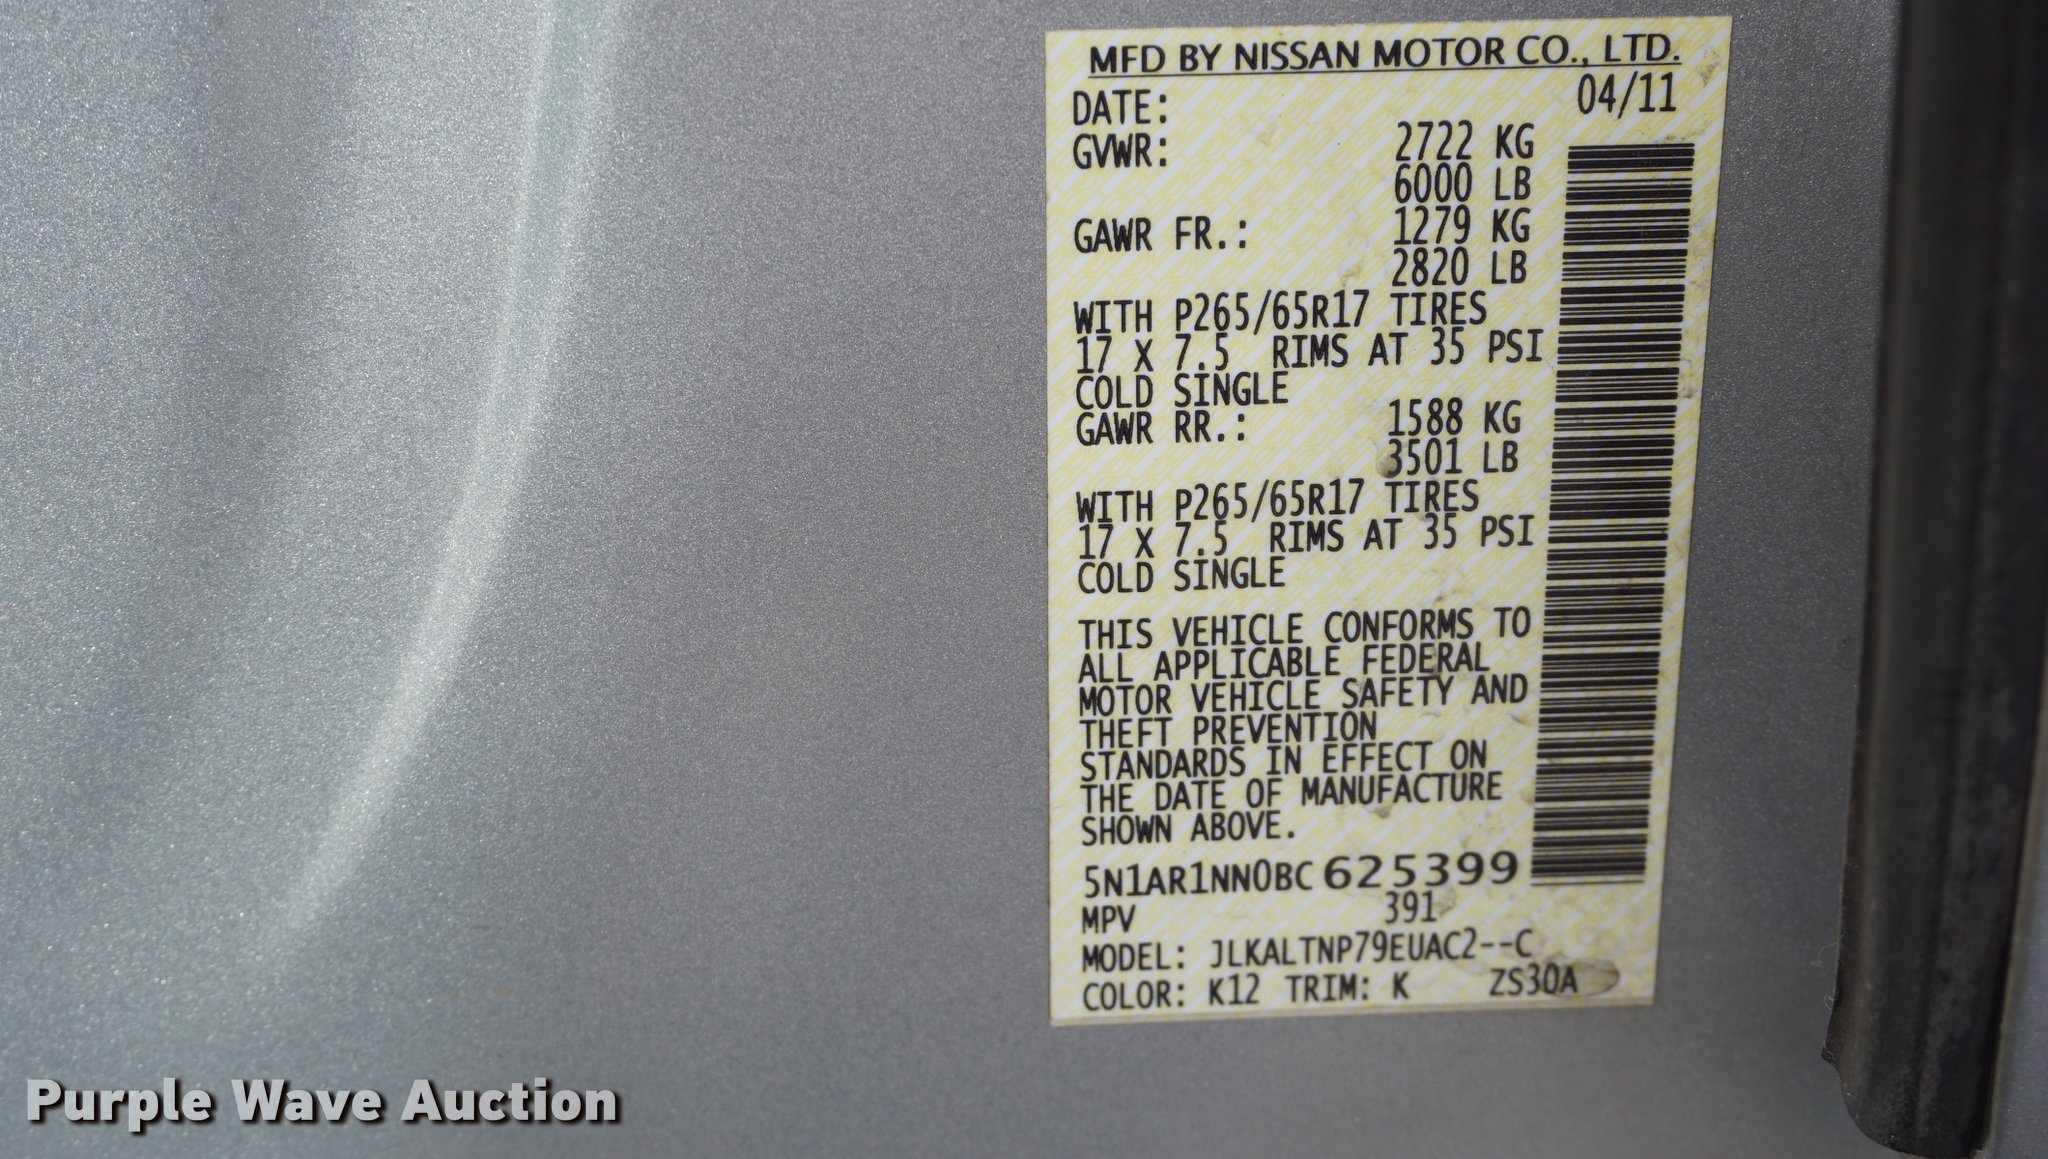 MFD BY NISSAN MOTOR CO., LTD.
DATE: 04/11
GVWR: 2722 KG
6000 LB
GAWR FR.: 1279 KG
2820 LB
WITH P265/65R17 TIRES
17 X 7.5 RIMS AT 35 PSI
COLD SINGLE
GAWR RR.: 1588 KG
3501 LB
WITH P265/65R17 TIRES
17 X 7.5 RIMS AT 35 PSI
COLD SINGLE
THIS VEHICLE CONFORMS TO
ALL APPLICABLE FEDERAL
MOTOR VEHICLE SAFETY AND
THEFT PREVENTION
STANDARDS IN EFFECT ON
THE DATE OF MANUFACTURE
SHOWN ABOVE.
5N1AR1NN0BC625399
MPV 391
MODEL: JLKALTNP79EUAC2--C
COLOR: K12 TRIM: K ZS30A
Purple Wave Auction